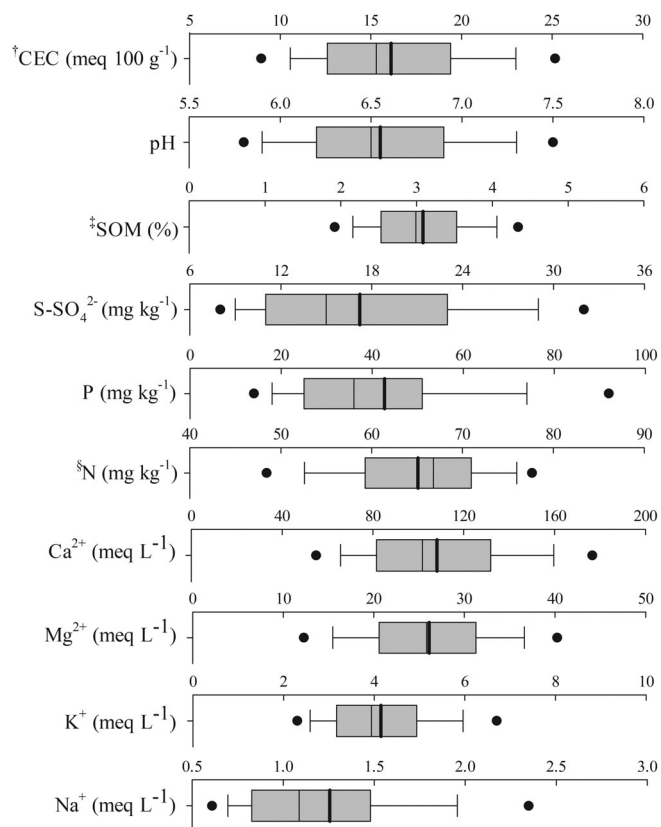 5 10 15 20 25 30
†CEC (meq 100 g⁻¹)
5.5 6.0 6.5 7.0 7.5 8.0
pH
0 1 2 3 4 5 6
‡SOM (%)
6 12 18 24 30 36
S-SO₄²⁻ (mg kg⁻¹)
0 20 40 60 80 100
P (mg kg⁻¹)
40 50 60 70 80 90
§N (mg kg⁻¹)
0 40 80 120 160 200
Ca²⁺ (meq L⁻¹)
0 10 20 30 40 50
Mg²⁺ (meq L⁻¹)
0 2 4 6 8 10
K⁺ (meq L⁻¹)
0.5 1.0 1.5 2.0 2.5 3.0
Na⁺ (meq L⁻¹)